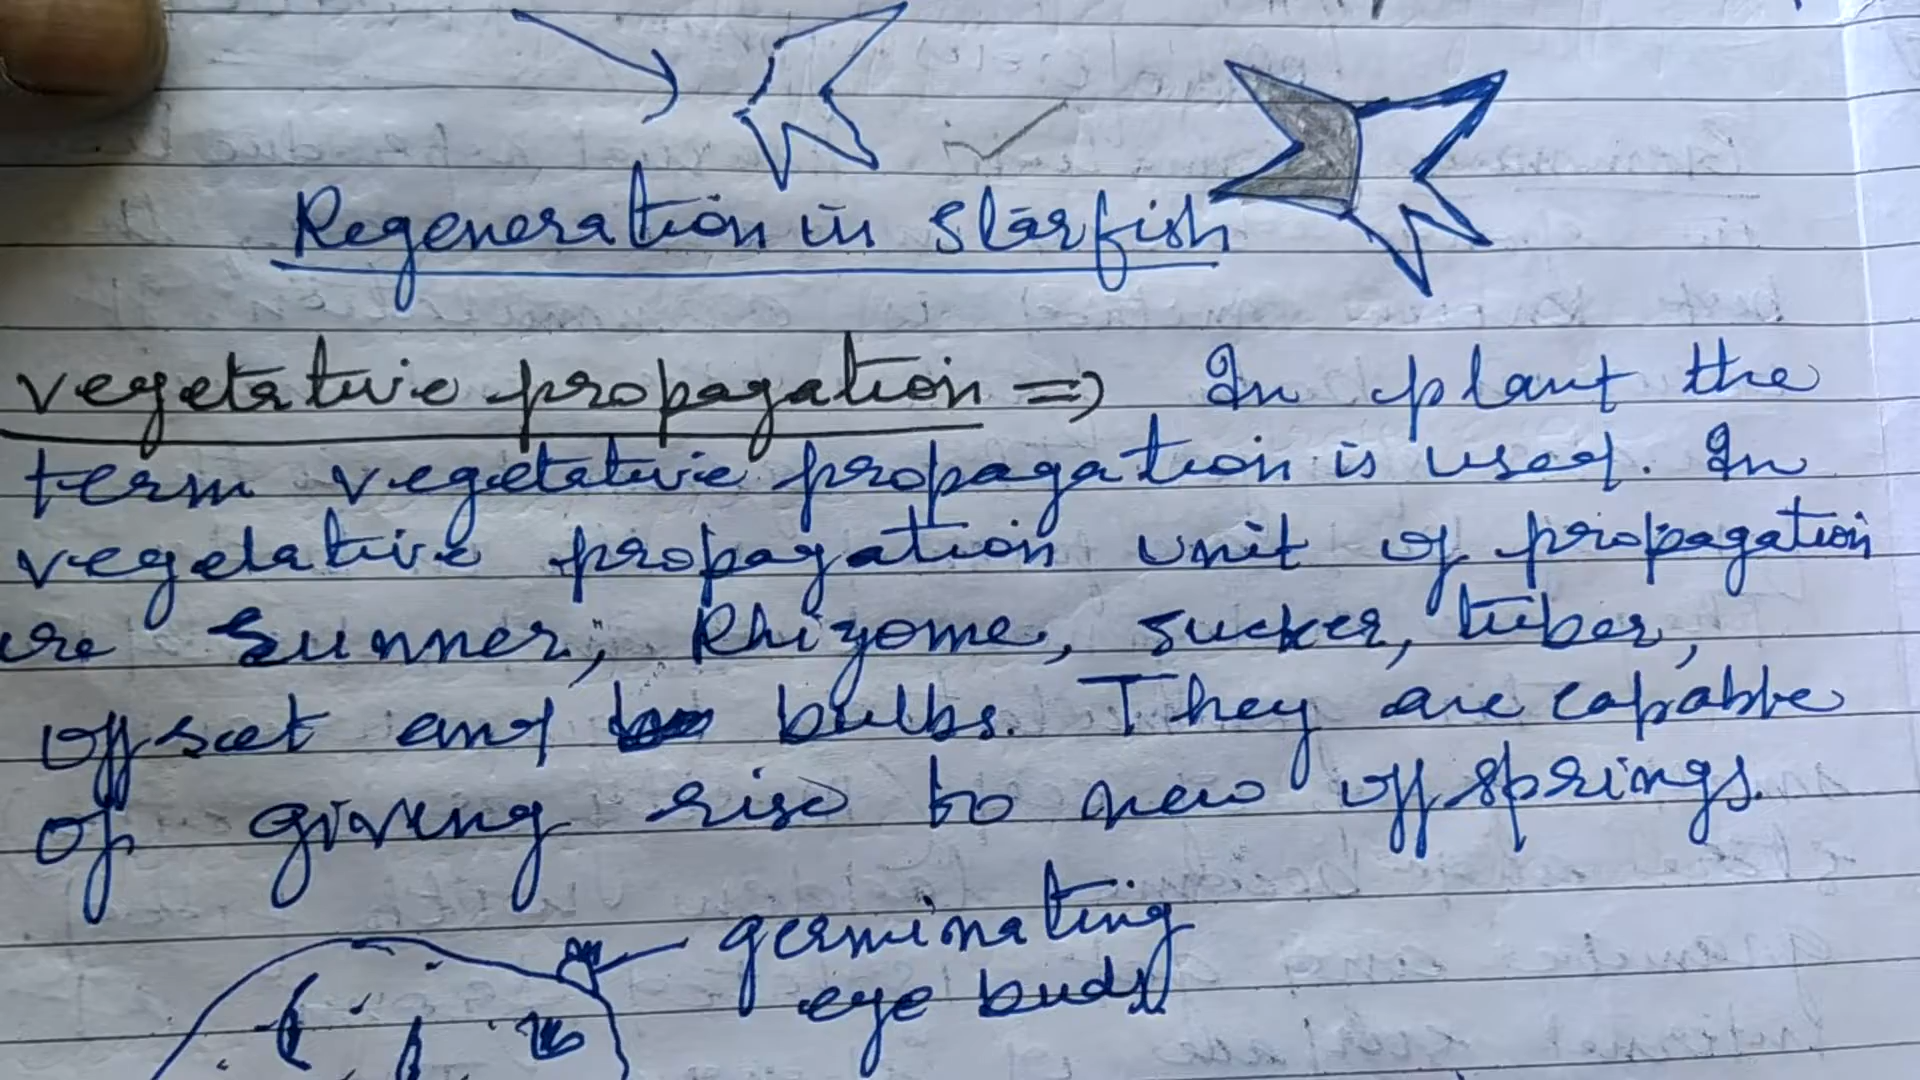 Regeneration in Starfish
vegetative propagation => In plant the
term vegetative propagation is used. In
vegetative propagation unit of propagation
are Sunner, Rhizome, sucker, tuber,
offset and bulbs. They are capable
of giving rise to new offsprings.
germinating
eye buds